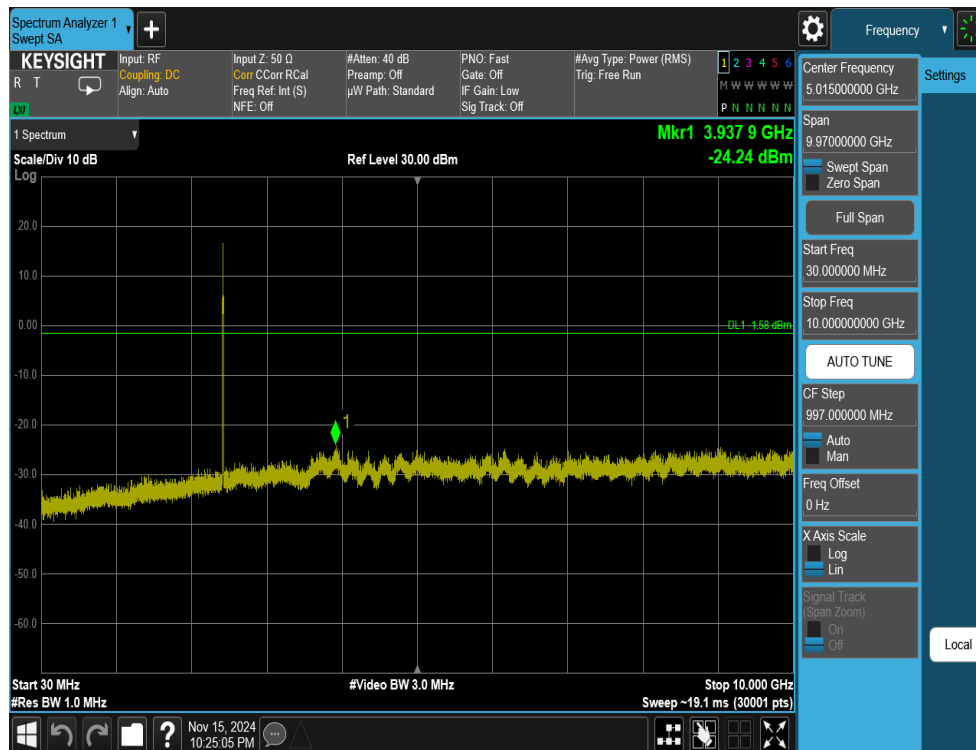 Spectrum Analyzer 1
Swept SA
+
Frequency
KEYSIGHT
R T
LXI
Input: RF
Coupling: DC
Align: Auto
Input Z: 50 Ω
Corr CCorr RCal
Freq Ref: Int (S)
NFE: Off
#Atten: 40 dB
Preamp: Off
µW Path: Standard
PNO: Fast
Gate: Off
IF Gain: Low
Sig Track: Off
#Avg Type: Power (RMS)
Trig: Free Run
1 2 3 4 5 6
M W W W W W
P N N N N N
1 Spectrum
Scale/Div 10 dB
Log
Ref Level 30.00 dBm
Mkr1 3.937 9 GHz
-24.24 dBm
20.0
10.0
0.00
DL1 -1.58 dBm
-10.0
-20.0
1
-30.0
-40.0
-50.0
-60.0
Start 30 MHz
#Video BW 3.0 MHz
Stop 10.000 GHz
#Res BW 1.0 MHz
Sweep ~19.1 ms (30001 pts)
Center Frequency
5.015000000 GHz
Settings
Span
9.97000000 GHz
Swept Span
Zero Span
Full Span
Start Freq
30.000000 MHz
Stop Freq
10.000000000 GHz
AUTO TUNE
CF Step
997.000000 MHz
Auto
Man
Freq Offset
0 Hz
X Axis Scale
Log
Lin
Signal Track
(Span Zoom)
On
Off
Local
?
Nov 15, 2024
10:25:05 PM